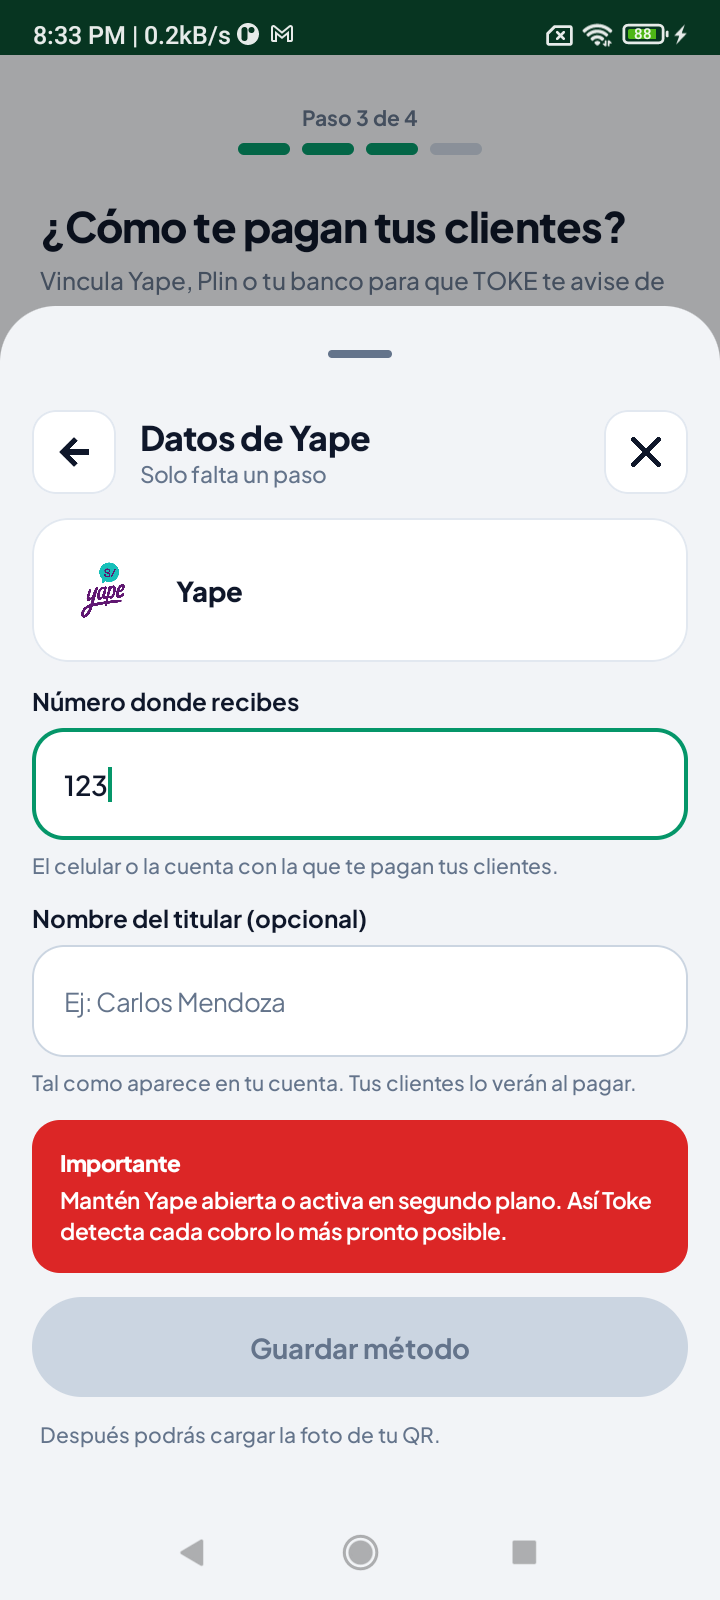 8:33 PM | 0.2kB/s
88
Paso 3 de 4
¿Cómo te pagan tus clientes?
Vincula Yape, Plin o tu banco para que TOKE te avise de
Datos de Yape
Solo falta un paso
S/
yape
Yape
Número donde recibes
123
El celular o la cuenta con la que te pagan tus clientes.
Nombre del titular (opcional)
Ej: Carlos Mendoza
Tal como aparece en tu cuenta. Tus clientes lo verán al pagar.
Importante
Mantén Yape abierta o activa en segundo plano. Así Toke
detecta cada cobro lo más pronto posible.
Guardar método
Después podrás cargar la foto de tu QR.